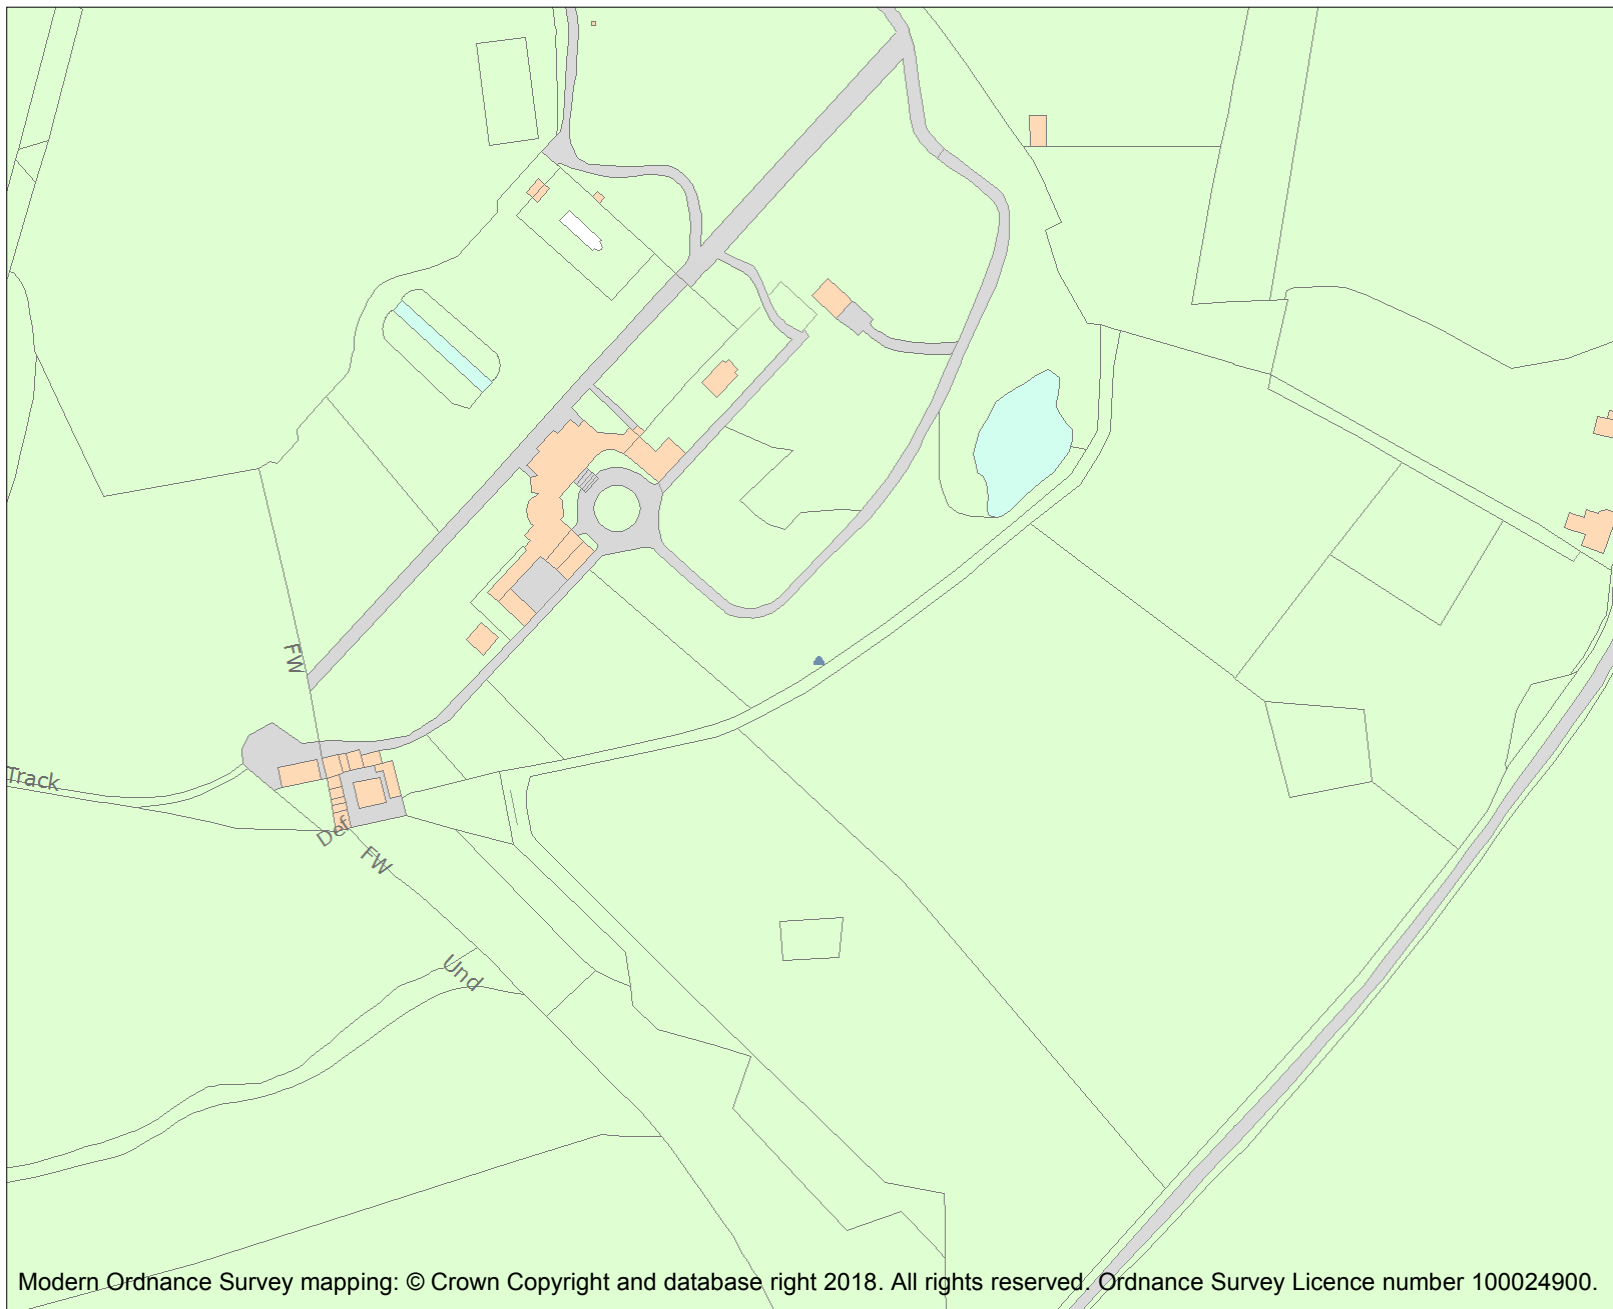 FW
Track
Def
FW
Und
Modern Ordnance Survey mapping: © Crown Copyright and database right 2018. All rights reserved. Ordnance Survey Licence number 100024900.